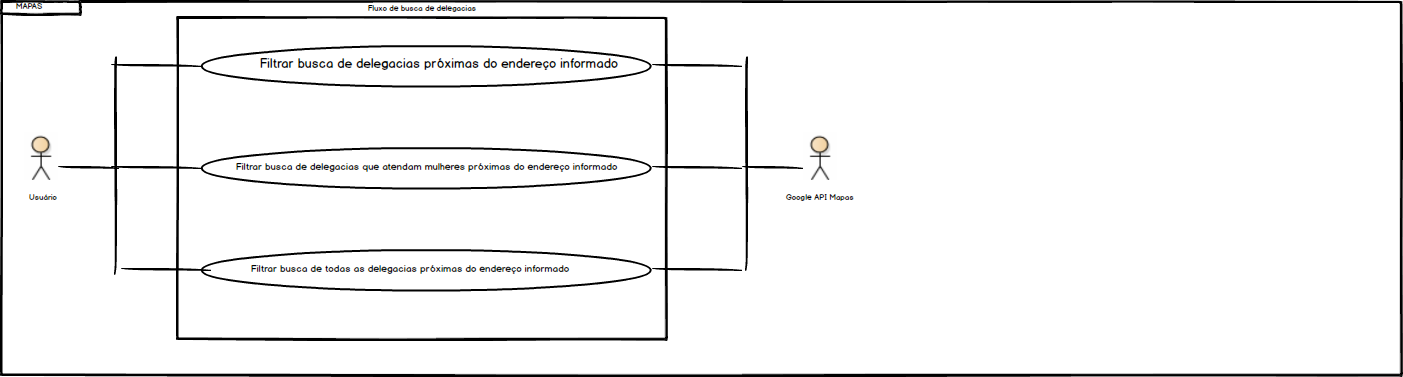 MAPAS
Fluxo de busca de delegacias
Filtrar busca de delegacias próximas do endereço informado
Filtrar busca de delegacias que atendam mulheres próximas do endereço informado
Usuário
Google API Mapas
Filtrar busca de todas as delegacias próximas do endereço informado